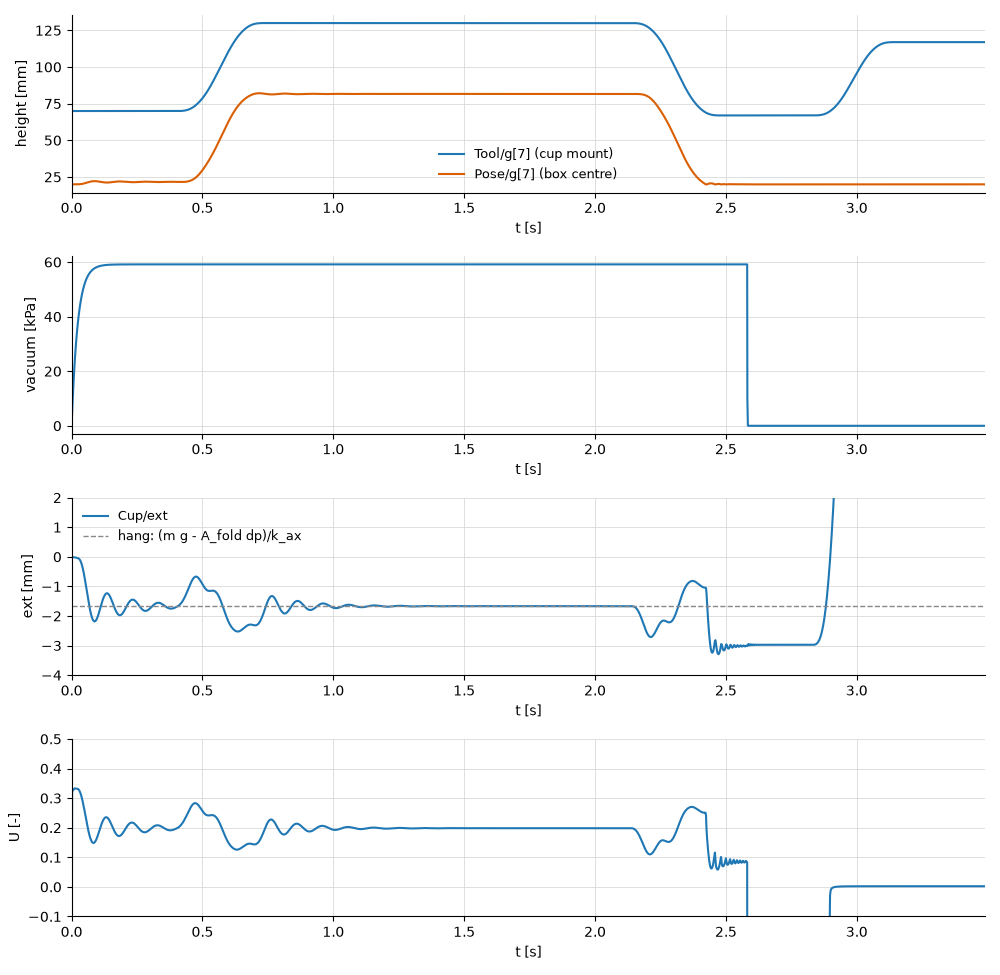 125
100
75
50
25
height [mm]
Tool/g[7] (cup mount)
Pose/g[7] (box centre)
0.0 0.5 1.0 1.5 2.0 2.5 3.0
t [s]
60
40
20
0
vacuum [kPa]
0.0 0.5 1.0 1.5 2.0 2.5 3.0
t [s]
2
1
0
−1
−2
−3
−4
ext [mm]
Cup/ext
hang: (m g - A_fold dp)/k_ax
0.0 0.5 1.0 1.5 2.0 2.5 3.0
t [s]
0.5
0.4
0.3
0.2
0.1
0.0
−0.1
U [-]
0.0 0.5 1.0 1.5 2.0 2.5 3.0
t [s]